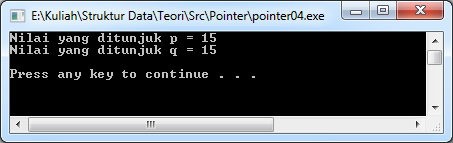 E:\Kuliah\Struktur Data\Teori\Src\Pointer\pointer04.exe
Nilai yang ditunjuk p = 15
Nilai yang ditunjuk q = 15
Press any key to continue . . .